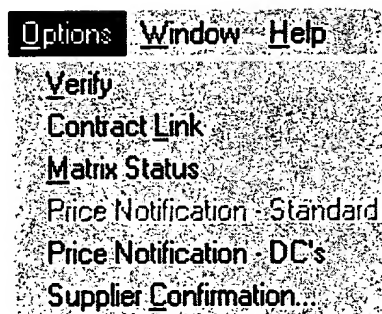 Options Window Help
Verify
Contract Link
Matrix Status
Price Notification - Standard
Price Notification - DC's
Supplier Confirmation...